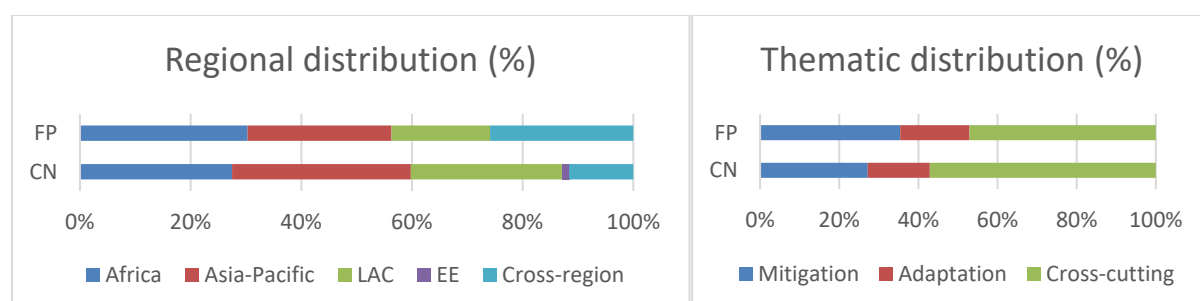 Regional distribution (%)
FP
CN
0% 20% 40% 60% 80% 100%
Africa Asia-Pacific LAC EE Cross-region
Thematic distribution (%)
FP
CN
0% 20% 40% 60% 80% 100%
Mitigation Adaptation Cross-cutting